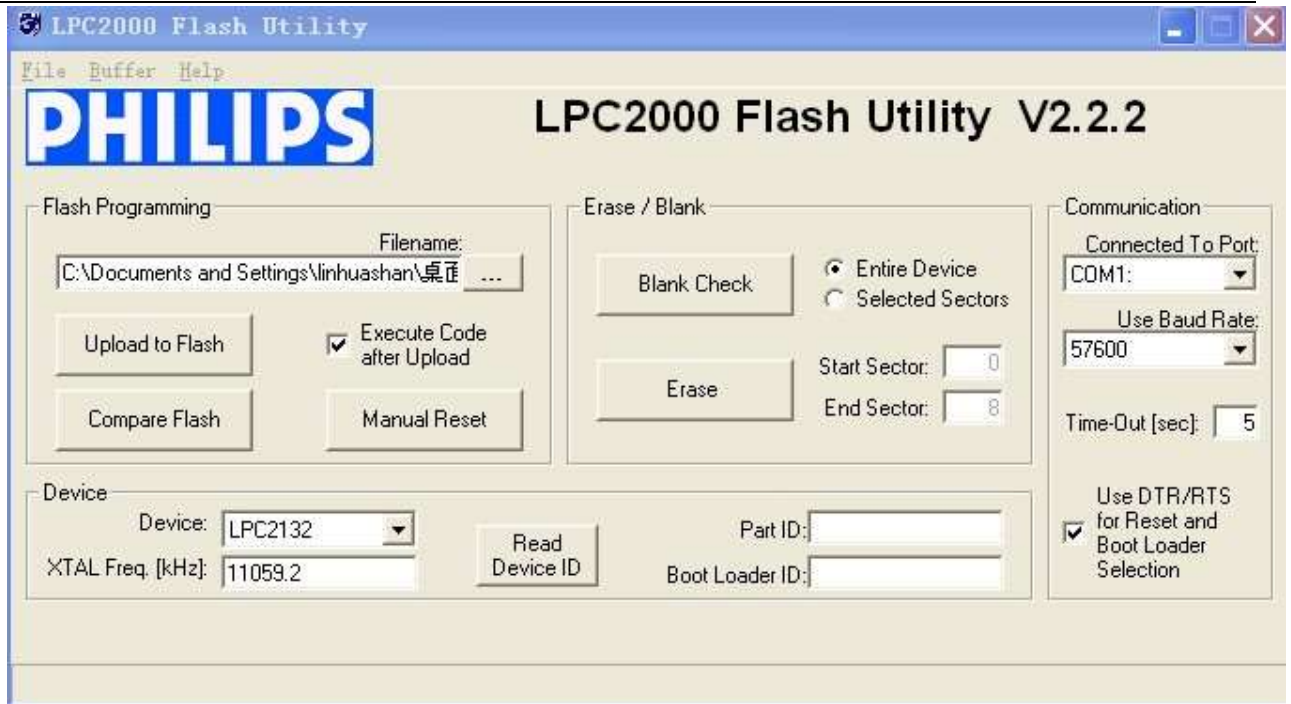 LPC2000 Flash Utility
File Buffer Help
PHILIPS
LPC2000 Flash Utility V2.2.2
Flash Programming
Filename:
C:\Documents and Settings\linhuashan\桌面
...
Upload to Flash
Execute Code
after Upload
Compare Flash
Manual Reset
Erase / Blank
Blank Check
Entire Device
Selected Sectors
Erase
Start Sector: 0
End Sector: 8
Communication
Connected To Port:
COM1:
Use Baud Rate:
57600
Time-Out [sec]: 5
Use DTR/RTS
for Reset and
Boot Loader
Selection
Device
Device: LPC2132
XTAL Freq. [kHz]: 11059.2
Read
Device ID
Part ID:
Boot Loader ID: